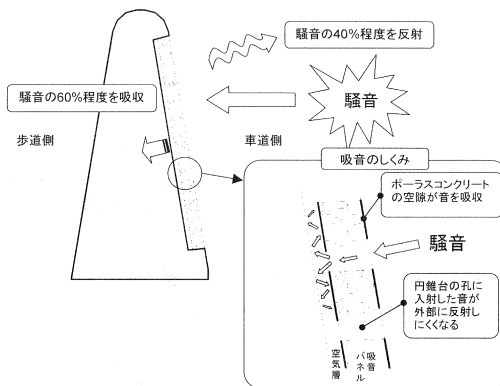 騒音の40%程度を反射
騒音の60%程度を吸収
騒音
歩道側
車道側
吸音のしくみ
ポーラスコンクリート
の空隙が音を吸収
騒音
円錐台の孔に
入射した音が
外部に反射し
にくくなる
空気層
吸音
パネル